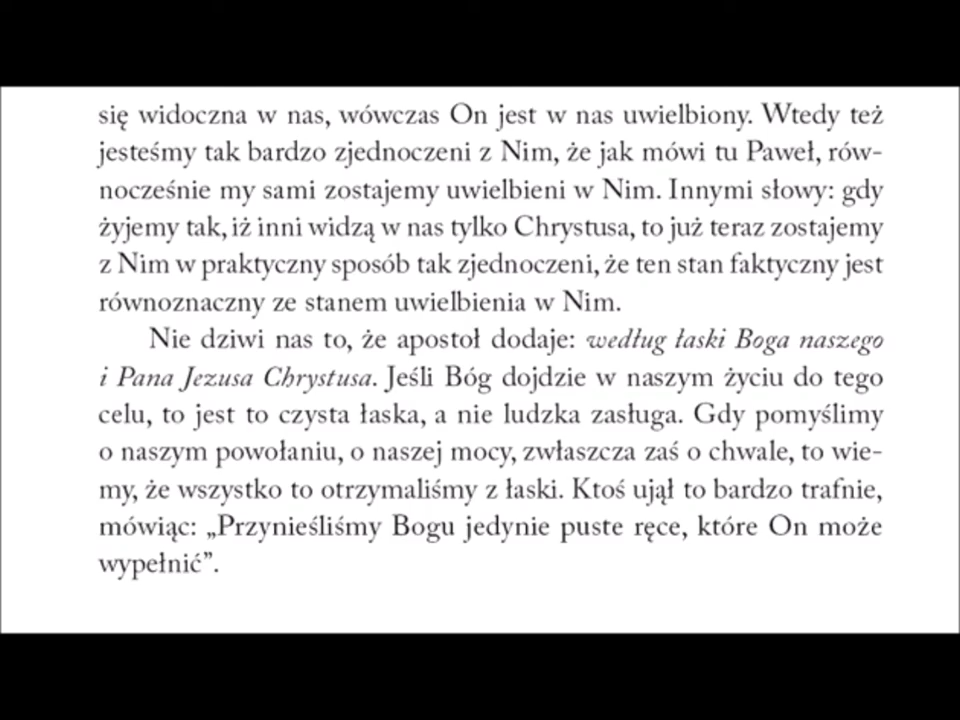 się widoczna w nas, wówczas On jest w nas uwielbiony. Wtedy też
jesteśmy tak bardzo zjednoczeni z Nim, że jak mówi tu Paweł, rów-
nocześnie my sami zostajemy uwielbieni w Nim. Innymi słowy: gdy
żyjemy tak, iż inni widzą w nas tylko Chrystusa, to już teraz zostajemy
z Nim w praktyczny sposób tak zjednoczeni, że ten stan faktyczny jest
równoznaczny ze stanem uwielbienia w Nim.
Nie dziwi nas to, że apostoł dodaje: według łaski Boga naszego
i Pana Jezusa Chrystusa. Jeśli Bóg dojdzie w naszym życiu do tego
celu, to jest to czysta łaska, a nie ludzka zasługa. Gdy pomyślimy
o naszym powołaniu, o naszej mocy, zwłaszcza zaś o chwale, to wie-
my, że wszystko to otrzymaliśmy z łaski. Ktoś ujął to bardzo trafnie,
mówiąc: „Przynieśliśmy Bogu jedynie puste ręce, które On może
wypełnić”.